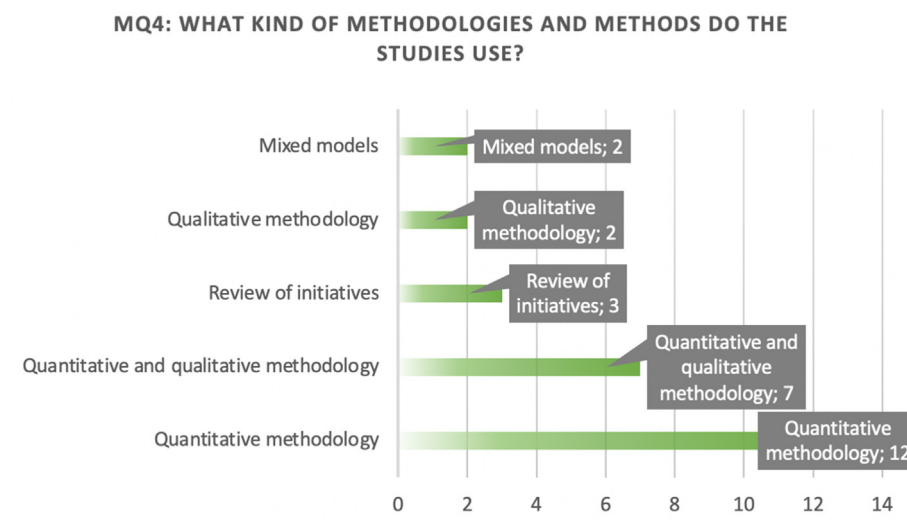 MQ4: WHAT KIND OF METHODOLOGIES AND METHODS DO THE
STUDIES USE?
Mixed models
Mixed models; 2
Qualitative methodology
Qualitative
methodology; 2
Review of initiatives
Review of
initiatives; 3
Quantitative and qualitative methodology
Quantitative and
qualitative
methodology; 7
Quantitative methodology
Quantitative
methodology; 12
0 2 4 6 8 10 12 14